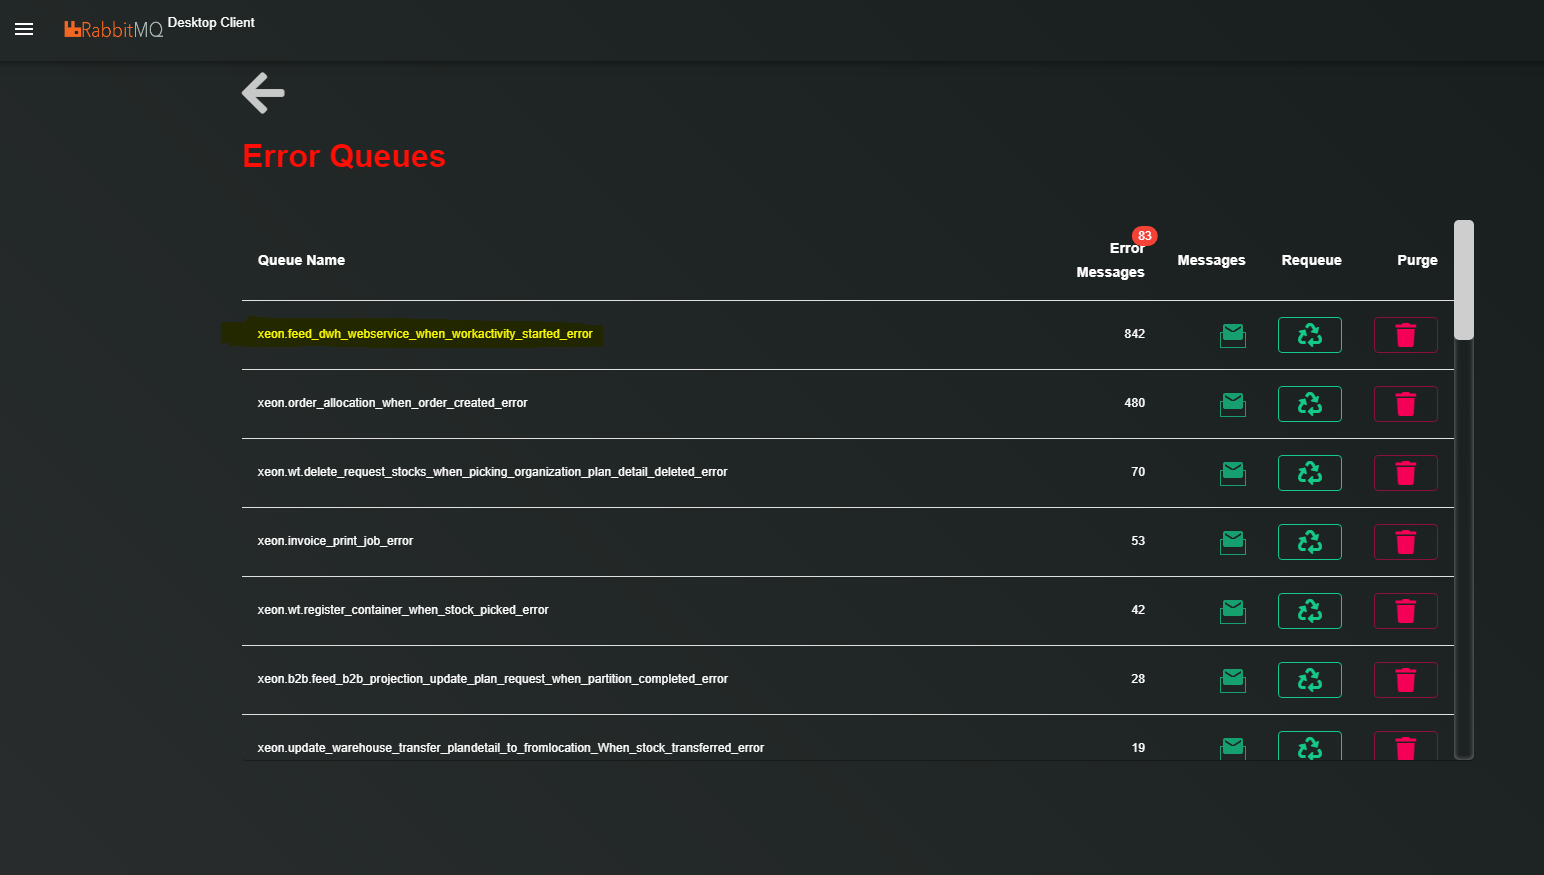 RabbitMQ Desktop Client
Error Queues
83
Queue Name Error Messages Messages Requeue Purge
xeon.feed_dwh_webservice_when_workactivity_started_error 842
xeon.order_allocation_when_order_created_error 480
xeon.wt.delete_request_stocks_when_picking_organization_plan_detail_deleted_error 70
xeon.invoice_print_job_error 53
xeon.wt.register_container_when_stock_picked_error 42
xeon.b2b.feed_b2b_projection_update_plan_request_when_partition_completed_error 28
xeon.update_warehouse_transfer_plandetail_to_fromlocation_When_stock_transferred_error 19